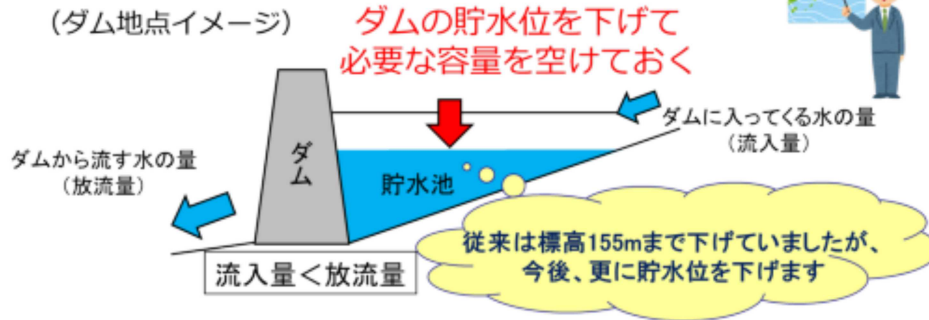 （ダム地点イメージ）
ダムの貯水位を下げて
必要な容量を空けておく
ダムに入ってくる水の量
（流入量）
ダムから流す水の量
（放流量）
ダム
貯水池
従来は標高155mまで下げていましたが、
今後、更に貯水位を下げます
流入量＜放流量